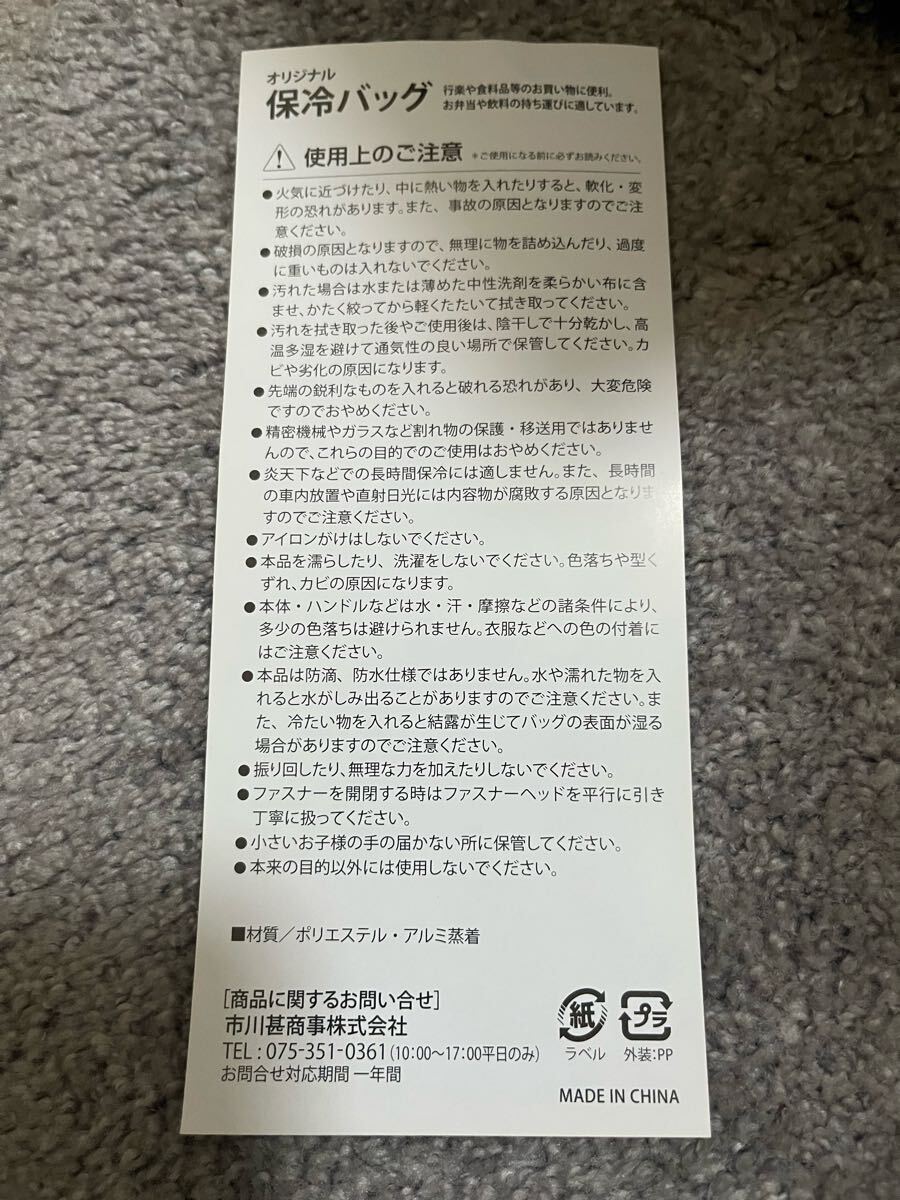 オリジナル
保冷バッグ
行楽や食料品等のお買い物に便利。
お弁当や飲料の持ち運びに適しています。
使用上のご注意 *ご使用になる前に必ずお読みください。
●火気に近づけたり、中に熱い物を入れたりすると、軟化・変
形の恐れがあります。また、事故の原因となりますのでご注
意ください。
●破損の原因となりますので、無理に物を詰め込んだり、過度
に重いものは入れないでください。
●汚れた場合は水または薄めた中性洗剤を柔らかい布に含
ませ、かたく絞ってから軽くたたいて拭き取ってください。
●汚れを拭き取った後やご使用後は、陰干しで十分乾かし、高
温多湿を避けて通気性の良い場所で保管してください。カ
ビや劣化の原因になります。
●先端の鋭利なものを入れると破れる恐れがあり、大変危険
ですのでおやめください。
●精密機械やガラスなど割れ物の保護・移送用ではありませ
んので、これらの目的でのご使用はおやめください。
●炎天下などでの長時間保冷には適しません。また、長時間
の車内放置や直射日光には内容物が腐敗する原因となりま
すのでご注意ください。
●アイロンがけはしないでください。
●本品を濡らしたり、洗濯をしないでください。色落ちや型く
ずれ、カビの原因になります。
●本体・ハンドルなどは水・汗・摩擦などの諸条件により、
多少の色落ちは避けられません。衣服などへの色の付着に
はご注意ください。
●本品は防滴、防水仕様ではありません。水や濡れた物を入
れると水がしみ出ることがありますのでご注意ください。ま
た、冷たい物を入れると結露が生じてバッグの表面が湿る
場合がありますのでご注意ください。
●振り回したり、無理な力を加えたりしないでください。
●ファスナーを開閉する時はファスナーヘッドを平行に引き
丁寧に扱ってください。
●小さいお子様の手の届かない所に保管してください。
●本来の目的以外には使用しないでください。
■材質／ポリエステル・アルミ蒸着
[商品に関するお問い合せ]
市川甚商事株式会社
TEL：075-351-0361(10:00〜17:00平日のみ)
お問合せ対応期間 一年間
紙
ラベル
プラ
外装:PP
MADE IN CHINA